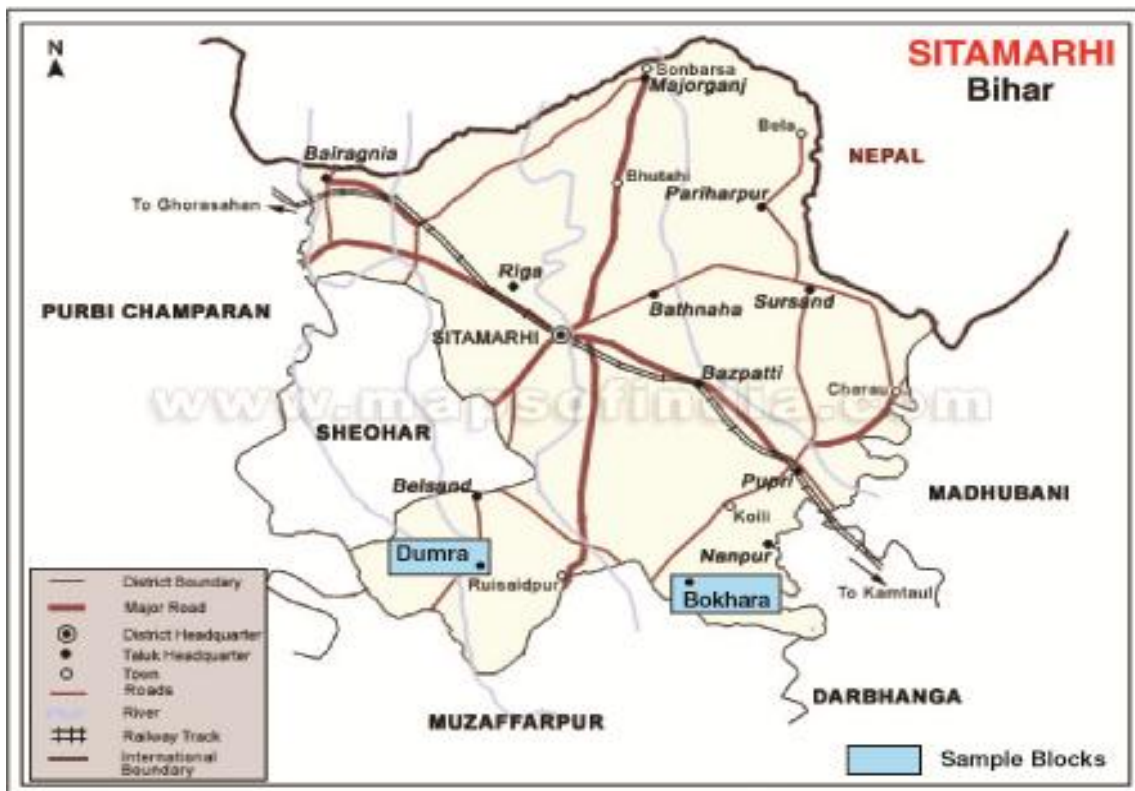 SITAMARHI
Bihar
N
Sonbarsa
Majorganj
Bela
NEPAL
Bairagnia
Bhutahi
Pariharpur
To Ghorasahan
Riga
Bathnaha
Sursand
PURBI CHAMPARAN
SITAMARHI
Bazpatti
Charau
www.mapsofindia.com
SHEOHAR
Pupri
Belsand
MADHUBANI
Koili
Nanpur
Dumra
Ruisaidpur
Bokhara
To Kamtaul
DARBHANGA
MUZAFFARPUR
District Boundary
Major Road
District Headquarter
Taluk Headquarter
Town
Roads
River
Railway Track
International
Boundary
Sample Blocks